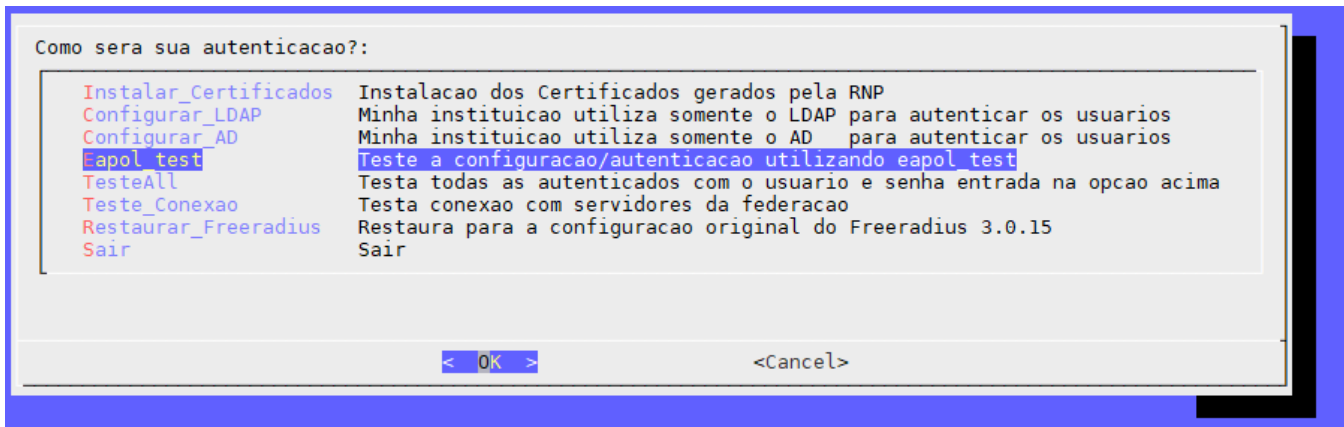 Como sera sua autenticacao?:
Instalar_Certificados Instalacao dos Certificados gerados pela RNP
Configurar_LDAP Minha instituicao utiliza somente o LDAP para autenticar os usuarios
Configurar_AD Minha instituicao utiliza somente o AD para autenticar os usuarios
Eapol_test Teste a configuracao/autenticacao utilizando eapol_test
TesteAll Testa todas as autenticados com o usuario e senha entrada na opcao acima
Teste_Conexao Testa conexao com servidores da federacao
Restaurar_Freeradius Restaura para a configuracao original do Freeradius 3.0.15
Sair Sair
< OK > <Cancel>